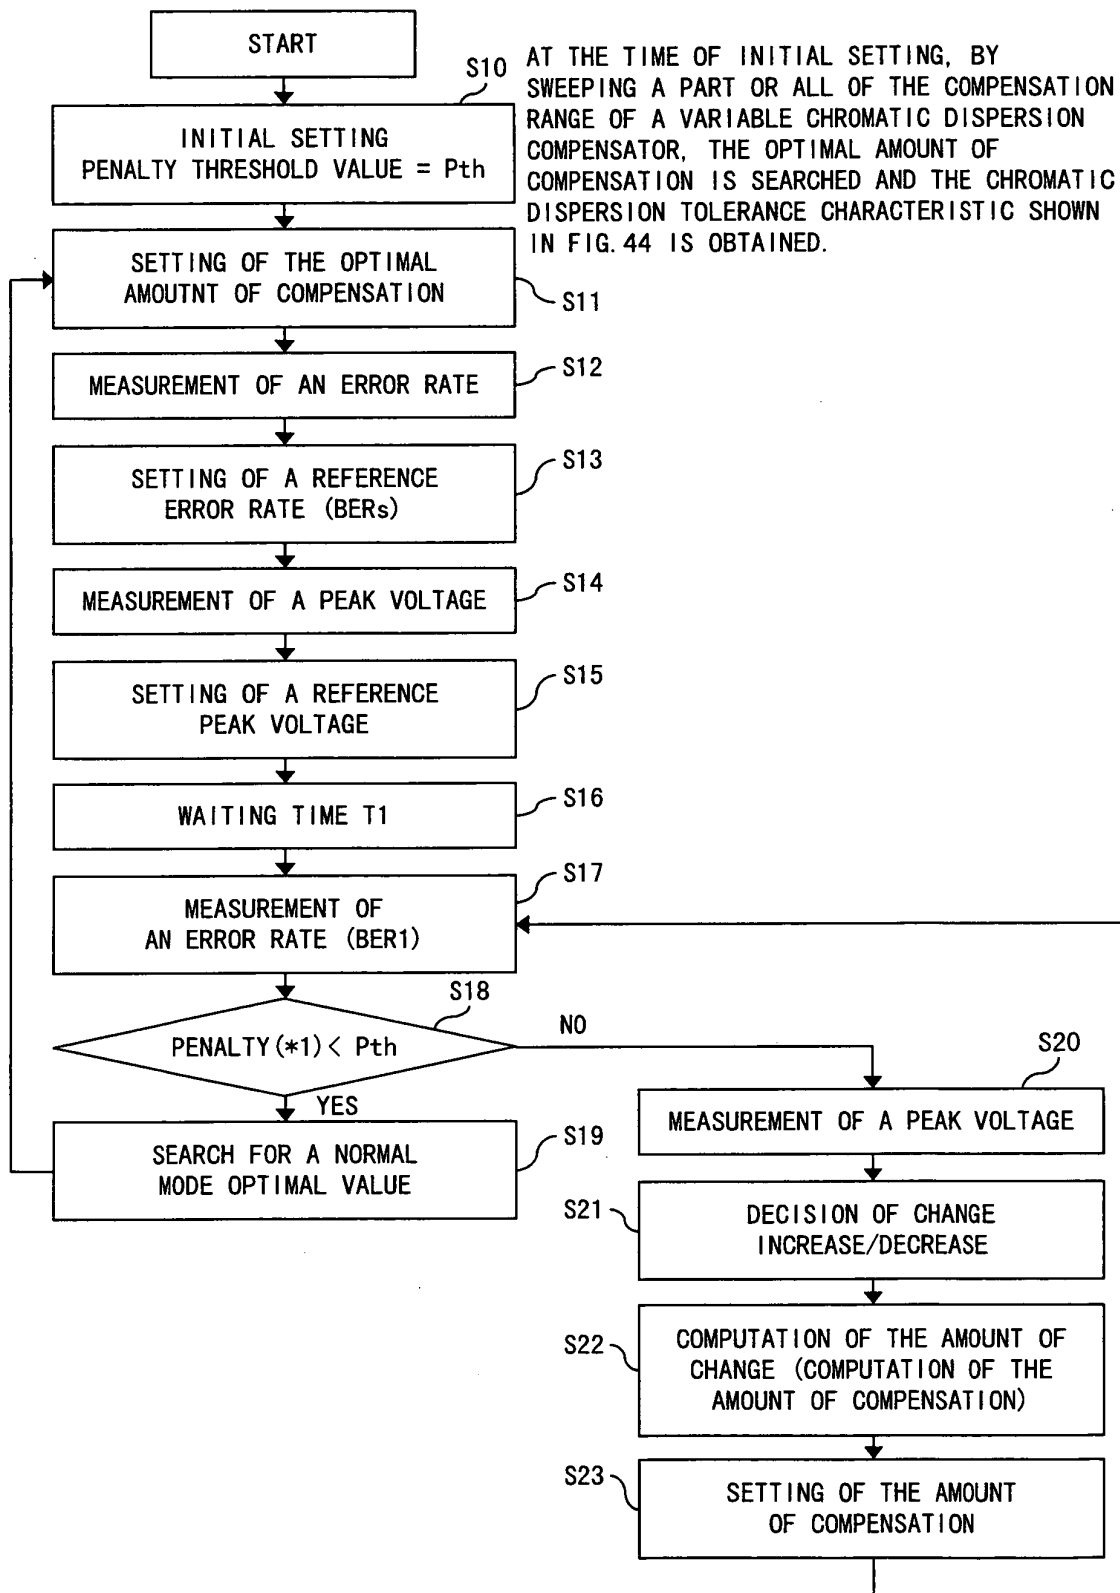 START
S10
INITIAL SETTING
PENALTY THRESHOLD VALUE = Pth
AT THE TIME OF INITIAL SETTING, BY
SWEEPING A PART OR ALL OF THE COMPENSATION
RANGE OF A VARIABLE CHROMATIC DISPERSION
COMPENSATOR, THE OPTIMAL AMOUNT OF
COMPENSATION IS SEARCHED AND THE CHROMATIC
DISPERSION TOLERANCE CHARACTERISTIC SHOWN
IN FIG. 44 IS OBTAINED.
SETTING OF THE OPTIMAL
AMOUTNT OF COMPENSATION
S11
MEASUREMENT OF AN ERROR RATE
S12
SETTING OF A REFERENCE
ERROR RATE (BERs)
S13
MEASUREMENT OF A PEAK VOLTAGE
S14
SETTING OF A REFERENCE
PEAK VOLTAGE
S15
WAITING TIME T1
S16
MEASUREMENT OF
AN ERROR RATE (BER1)
S17
PENALTY(*1)< Pth
S18
NO
YES
SEARCH FOR A NORMAL
MODE OPTIMAL VALUE
S19
S20
MEASUREMENT OF A PEAK VOLTAGE
S21
DECISION OF CHANGE
INCREASE/DECREASE
S22
COMPUTATION OF THE AMOUNT OF
CHANGE (COMPUTATION OF THE
AMOUNT OF COMPENSATION)
S23
SETTING OF THE AMOUNT
OF COMPENSATION